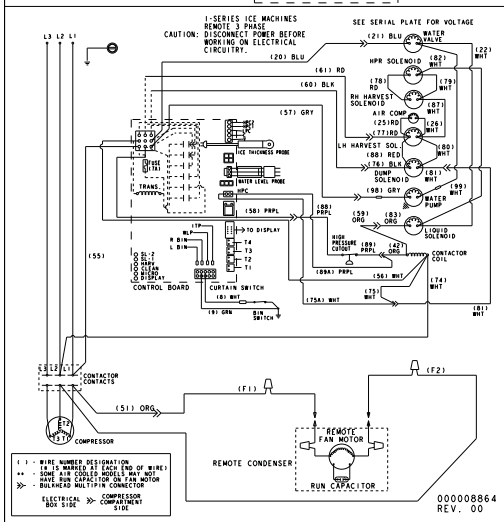 I-SERIES ICE MACHINES
REMOTE 3 PHASE
CAUTION: DISCONNECT POWER BEFORE
WORKING ON ELECTRICAL
CIRCUITRY.
SEE SERIAL PLATE FOR VOLTAGE
L3 L2 L1
(20) BLU
(21) BLU
WATER
VALVE
(22)
WHT
(61) RD
HPR SOLENOID
(82)
WHT
(60) BLK
(78)
RD
(79)
WHT
RH HARVEST
SOLENOID
(57) GRY
(87)
WHT
AIR COMP
(25)RD
(26)
WHT
(77)RD
LH HARVEST SOL.
(80)
WHT
(88) RED
(76) BLK
DUMP
SOLENOID
(81)
WHT
(98) GRY
(99)
WHT
WATER
PUMP
(59)
ORG
(83)
ORG
LIQUID
SOLENOID
FUSE
(7A)
ICE THICKNESS PROBE
TRANS.
WATER LEVEL PROBE
HPC
(58) PRPL
(88)
PRPL
TO DISPLAY
ITP
WLP
R BIN
L BIN
T4
T3
T2
T1
(55)
SL-2
SL-2
HARV
CLEAN
MICRO
DISPLAY
CONTROL BOARD
CURTAIN SWITCH
(8) WHT
(9) GRN
BIN
SWITCH
HIGH
PRESSURE
CUTOUT
(89)
PRPL
(42)
ORG
CONTACTOR
COIL
(89A) PRPL
(56) WHT
(74)
WHT
(75)
WHT
(75A) WHT
(81)
WHT
L3 L2 L1
CONTACTOR
CONTACTS
(51) ORG
(F1)
(F2)
T2
T3 T1
COMPRESSOR
REMOTE
FAN MOTOR
REMOTE CONDENSER
RUN CAPACITOR
( ) - WIRE NUMBER DESIGNATION
(# IS MARKED AT EACH END OF WIRE)
** - SOME AIR COOLED MODELS MAY NOT
HAVE RUN CAPACITOR ON FAN MOTOR
>>- - BULKHEAD MULTIPIN CONNECTOR
ELECTRICAL
BOX SIDE
>>-
COMPRESSOR
COMPARTMENT
SIDE
000008864
REV. 00